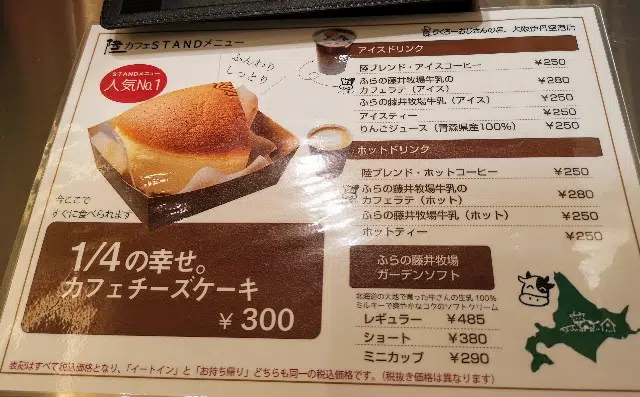 陸カフェSTANDメニュー
りくろーおじさんの店 大阪伊丹空港店
STANDメニュー
人気No.1
ふんわり
しっとり
今ここで
すぐに食べられます
1/4の幸せ。
カフェチーズケーキ
¥300
アイスドリンク
陸ブレンド・アイスコーヒー ¥250
ふらの藤井牧場牛乳の
カフェラテ（アイス） ¥280
ふらの藤井牧場牛乳（アイス） ¥250
アイスティー ¥250
りんごジュース（青森県産100%） ¥250
ホットドリンク
陸ブレンド・ホットコーヒー ¥250
ふらの藤井牧場牛乳の
カフェラテ（ホット） ¥280
ふらの藤井牧場牛乳（ホット） ¥250
ホットティー ¥250
ふらの藤井牧場
ガーデンソフト
北海道の大地で育った牛さんの生乳100%
ミルキーで爽やかなコクのソフトクリーム
レギュラー ¥485
ショート ¥380
ミニカップ ¥290
表記はすべて税込価格となり、「イートイン」と「お持ち帰り」どちらも同一の税込価格です。（税抜き価格は異なります）